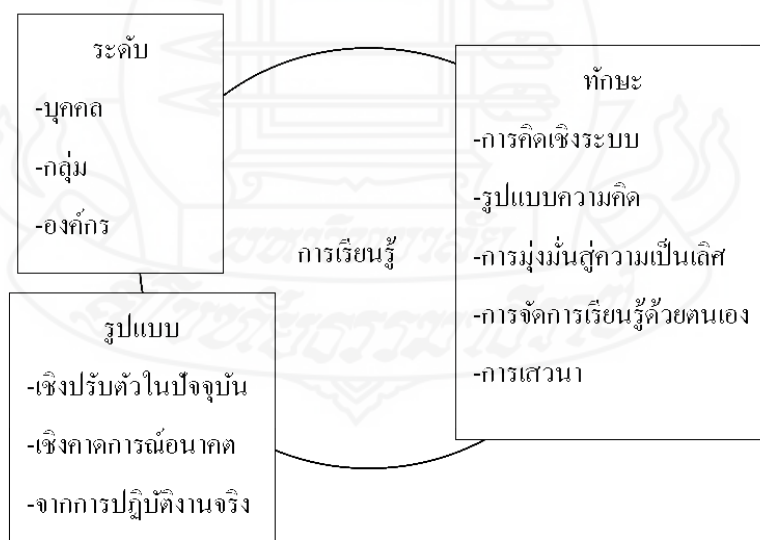 ระดับ
-บุคคล
-กลุ่ม
-องค์กร
ทักษะ
-การคิดเชิงระบบ
-รูปแบบความคิด
-การมุ่งมั่นสู่ความเป็นเลิศ
-การจัดการเรียนรู้ด้วยตนเอง
-การเสวนา
การเรียนรู้
รูปแบบ
-เชิงปรับตัวในปัจจุบัน
-เชิงคาดการณ์อนาคต
-จากการปฏิบัติงานจริง